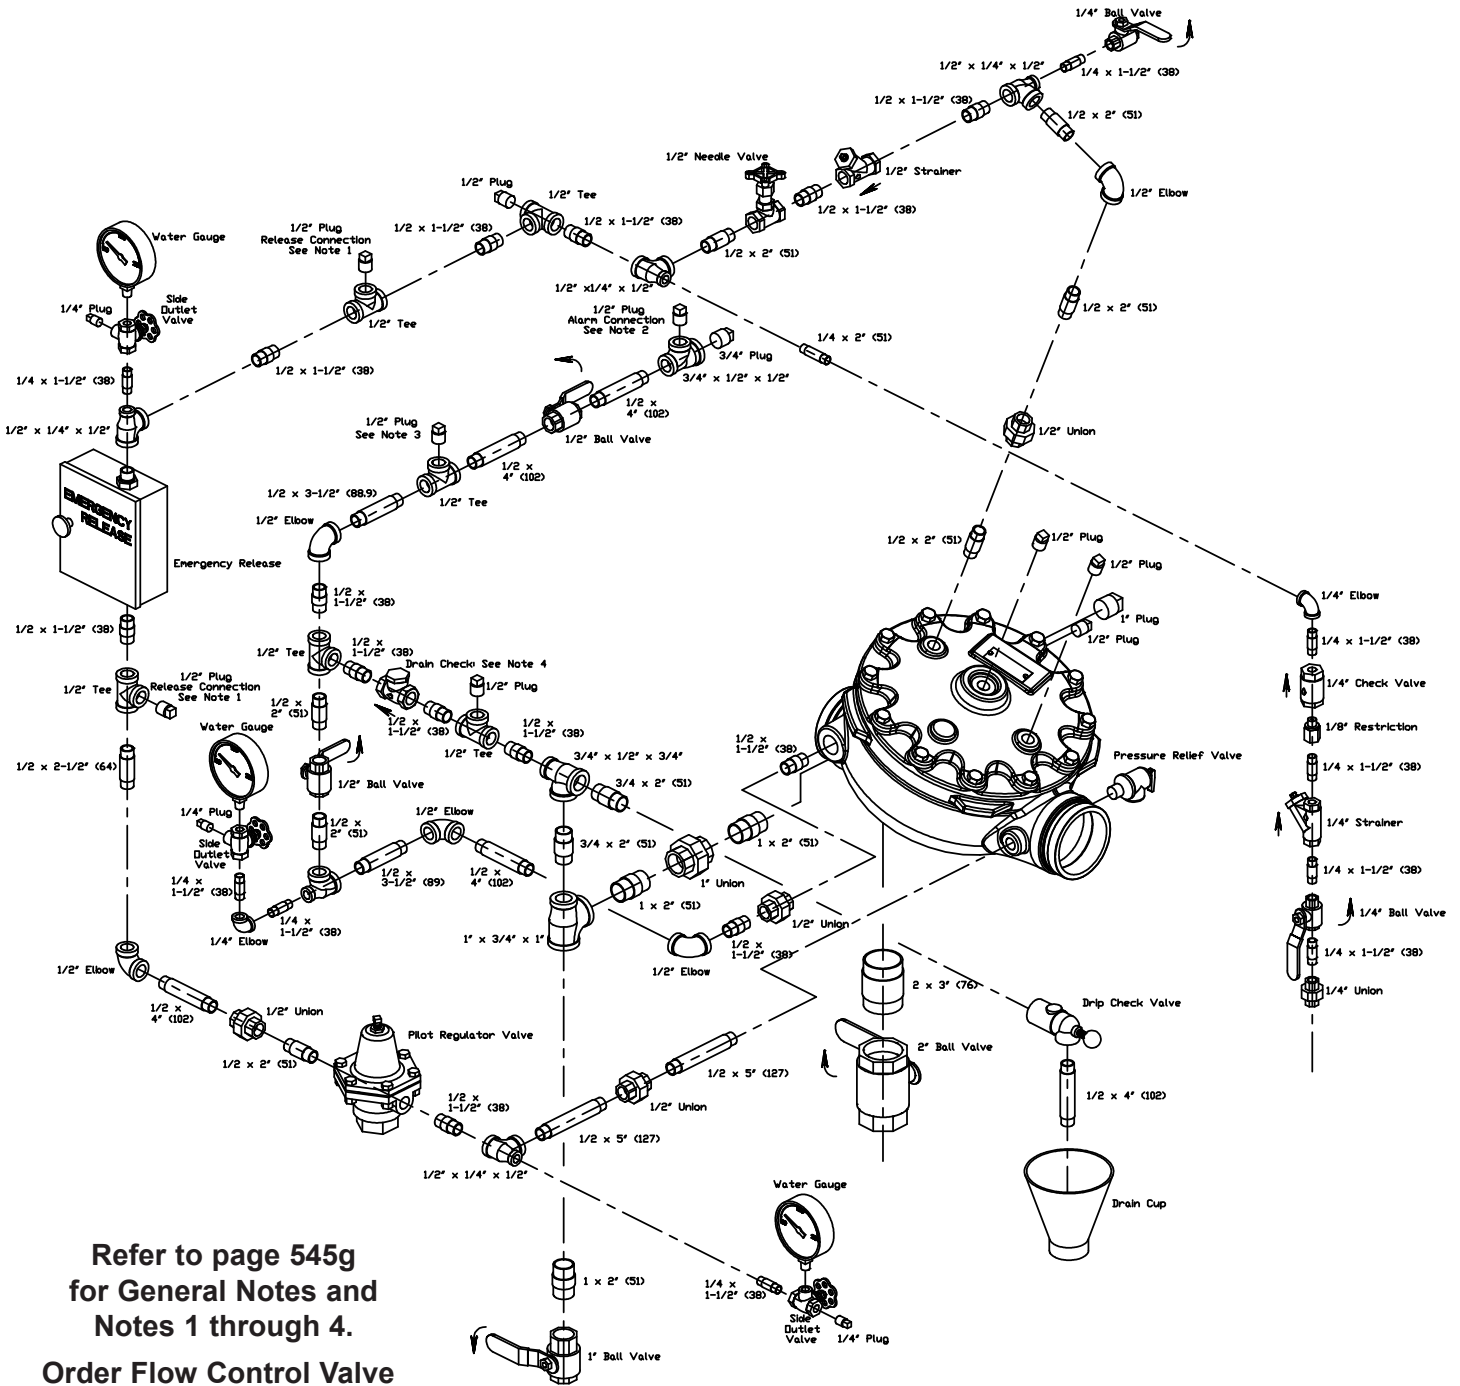 1/4" Ball Valve
1/2" x 1/4" x 1/2"
1/4 x 1-1/2" (38)
1/2 x 1-1/2" (38)
1/2 x 2" (51)
1/2" Needle Valve
1/2" Strainer
1/2" Elbow
1/2" Plug
1/2" Tee
1/2 x 1-1/2" (38)
1/2 x 1-1/2" (38)
1/2 x 1-1/2" (38)
1/2 x 2" (51)
Water Gauge
1/2" Plug
Release Connection
See Note 1
1/2" x1/4" x 1/2"
1/2 x 2" (51)
1/4" Plug
Side
Outlet
Valve
1/2" Tee
1/2" Plug
Alarm Connection
See Note 2
3/4" Plug
1/4 x 2" (51)
1/4 x 1-1/2" (38)
1/2 x 1-1/2" (38)
3/4" x 1/2" x 1/2"
1/2 x
4" (102)
1/2" x 1/4" x 1/2"
1/2" Plug
See Note 3
1/2" Ball Valve
1/2" Union
1/2 x
4" (102)
EMERGENCY
RELEASE
1/2 x 3-1/2" (88.9)
1/2" Tee
1/2" Elbow
1/2 x 2" (51)
1/2" Plug
1/2" Plug
Emergency Release
1/2 x
1-1/2" (38)
1/4" Elbow
1" Plug
1/2" Plug
1/2 x 1-1/2" (38)
1/4 x 1-1/2" (38)
1/2" Tee
1/2 x
1-1/2" (38)
Drain Check: See Note 4
1/2" Plug
1/4" Check Valve
1/2" Tee
1/2" Plug
Release Connection
See Note 1
1/2 x
2" (51)
1/2 x
1-1/2" (38)
1/2 x
1-1/2" (38)
1/2" Tee
1/8" Restriction
Water Gauge
3/4" x 1/2" x 3/4"
1/2 x
1-1/2" (38)
Pressure Relief Valve
1/2 x 2-1/2" (64)
1/2" Ball Valve
3/4 x 2" (51)
1/4 x 1-1/2" (38)
1/4" Plug
Side
Outlet
Valve
1/2 x
2" (51)
1/2" Elbow
3/4 x 2" (51)
1 x 2" (51)
1/4" Strainer
1/4 x
1-1/2" (38)
1/2 x
3-1/2" (89)
1/2 x
4" (102)
1" Union
1/4 x 1-1/2" (38)
1/4" Elbow
1/4 x
1-1/2" (38)
1 x 2" (51)
1" x 3/4" x 1"
1/2" Union
1/4" Ball Valve
1/2" Elbow
1/2" Elbow
1/2 x
1-1/2" (38)
1/4 x 1-1/2" (38)
1/2 x
4" (102)
1/2" Union
2 x 3" (76)
1/4" Union
Drip Check Valve
Pilot Regulator Valve
1/2 x 2" (51)
2" Ball Valve
1/2 x 5" (127)
1/2 x
1-1/2" (38)
1/2" Union
1/2 x 4" (102)
1/2 x 5" (127)
1/2" x 1/4" x 1/2"
Water Gauge
Drain Cup
Refer to page 545g
for General Notes and
Notes 1 through 4.
1 x 2" (51)
1/4 x
1-1/2" (38)
Side
Outlet
Valve
1/4" Plug
1" Ball Valve
Order Flow Control Valve